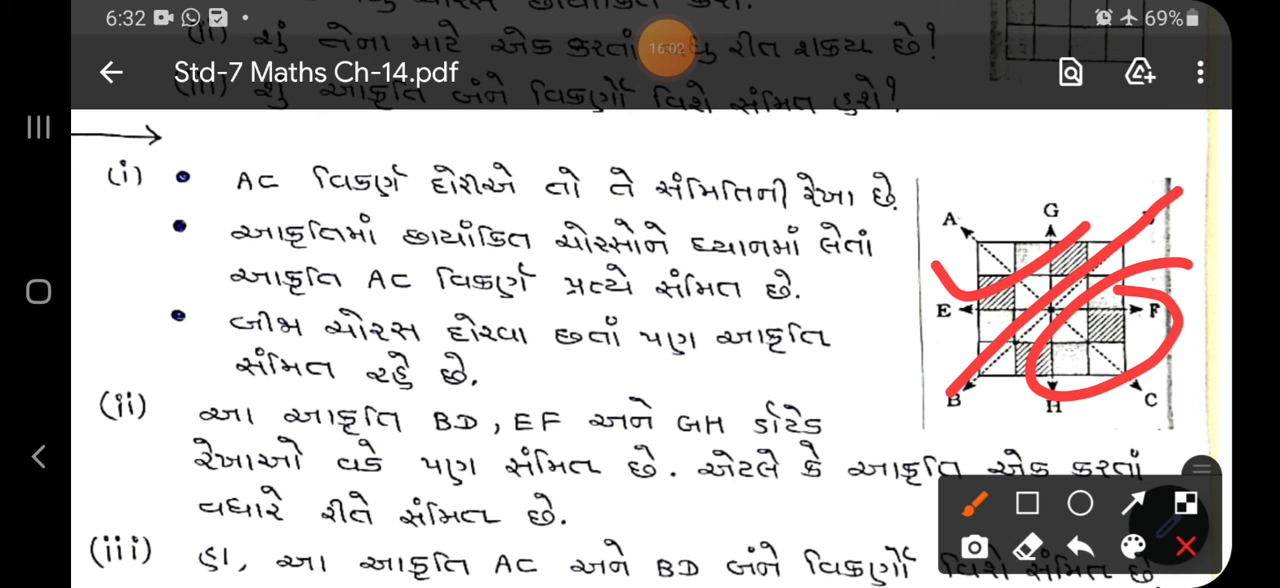 6:32
69%
(ii) શું તેના માટે એક કરતાં વધુ રીત શક્ય છે?
16:02
Std-7 Maths Ch-14.pdf
(iii) શું આકૃતિ બંને વિકર્ણો વિશે સંમિત હશે?
(i) • AC વિકર્ણ દોરીએ તો તે સંમિતિની રેખા છે.
• આકૃતિમાં છાયાંકિત ચોરસોને ધ્યાનમાં લેતાં
આકૃતિ AC વિકર્ણ પ્રત્યે સંમિત છે.
• બીજા ચોરસ દોરવા છતાં પણ આકૃતિ
સંમિત રહે છે.
(ii) આ આકૃતિ BD, EF અને GH ડોટેડ
રેખાઓ વડે પણ સંમિત છે. એટલે કે આકૃતિ એક કરતાં
વધારે રીતે સંમિત છે.
(iii) હા, આ આકૃતિ AC અને BD બંને વિકર્ણો વિશે સંમિત છે.
A G
E F
B H C